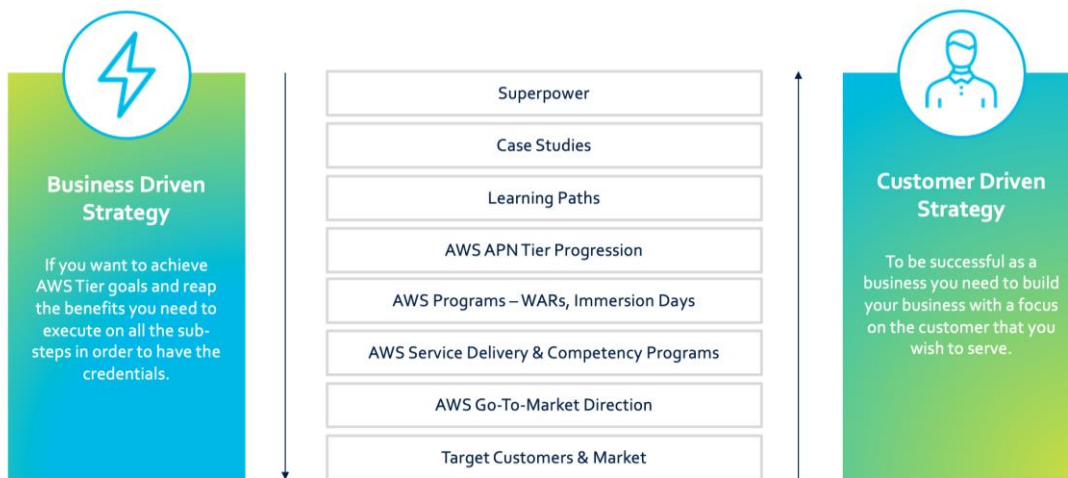 Business Driven
Strategy
If you want to achieve
AWS Tier goals and reap
the benefits you need to
execute on all the sub-
steps in order to have the
credentials.
Superpower
Case Studies
Learning Paths
AWS APN Tier Progression
AWS Programs – WARs, Immersion Days
AWS Service Delivery & Competency Programs
AWS Go-To-Market Direction
Target Customers & Market
Customer Driven
Strategy
To be successful as a
business you need to build
your business with a focus
on the customer that you
wish to serve.